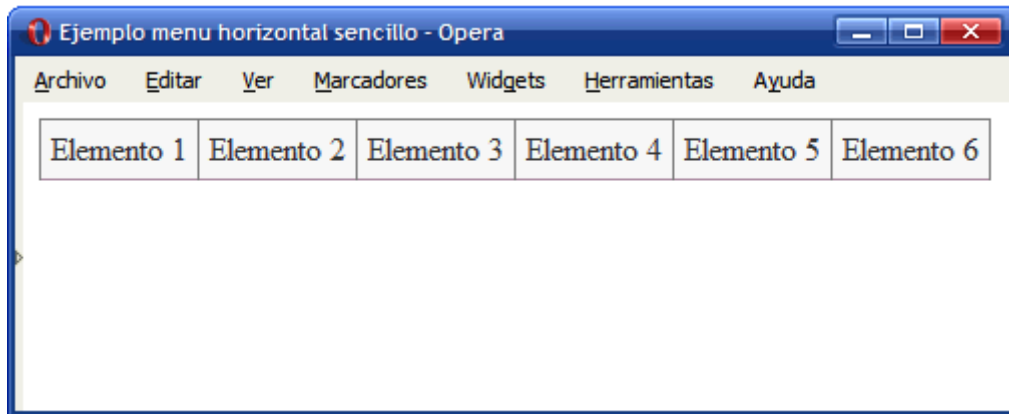 Ejemplo menu horizontal sencillo - Opera
Archivo Editar Ver Marcadores Widgets Herramientas Ayuda
Elemento 1 Elemento 2 Elemento 3 Elemento 4 Elemento 5 Elemento 6